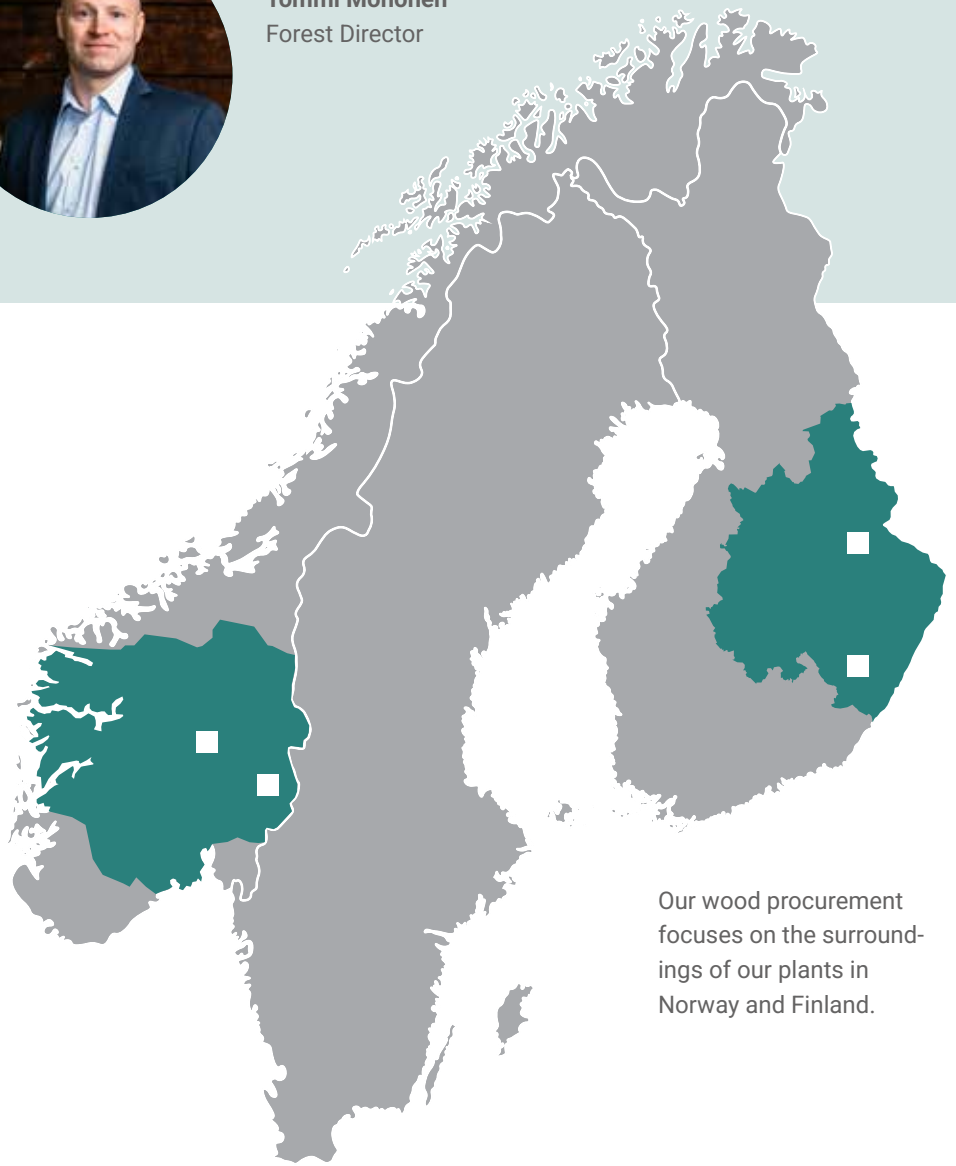 Tommi Mononen
Forest Director
Our wood procurement
focuses on the surround-
ings of our plants in
Norway and Finland.